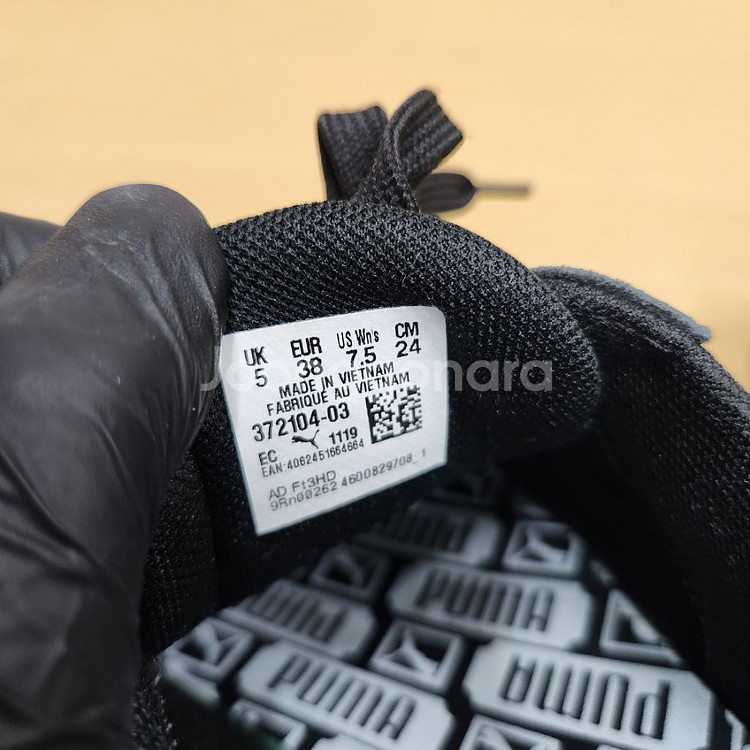 UK EUR US Wn's CM
5 38 7.5 24
MADE IN VIETNAM
FABRIQUÉ AU VIETNAM
372104-03
1119
EC
EAN:4062451664664
AD Ft3HD
9Rn00262 4600829708_1
PUMA
PUMA
PUMA
PUMA